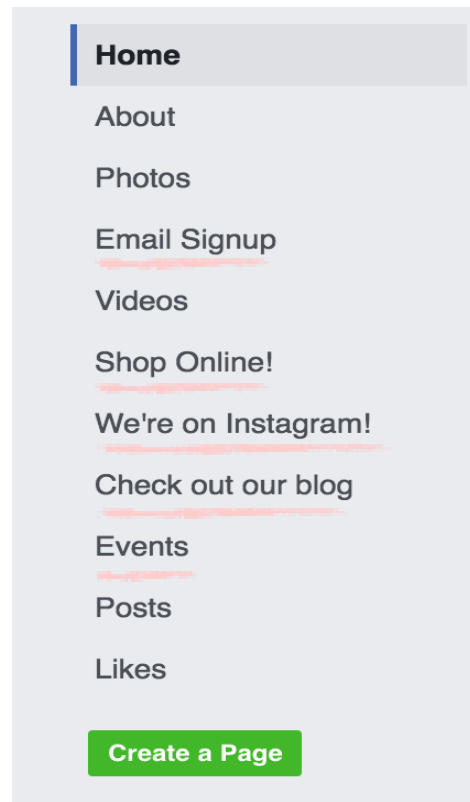 Home
About
Photos
Email Signup
Videos
Shop Online!
We're on Instagram!
Check out our blog
Events
Posts
Likes
Create a Page